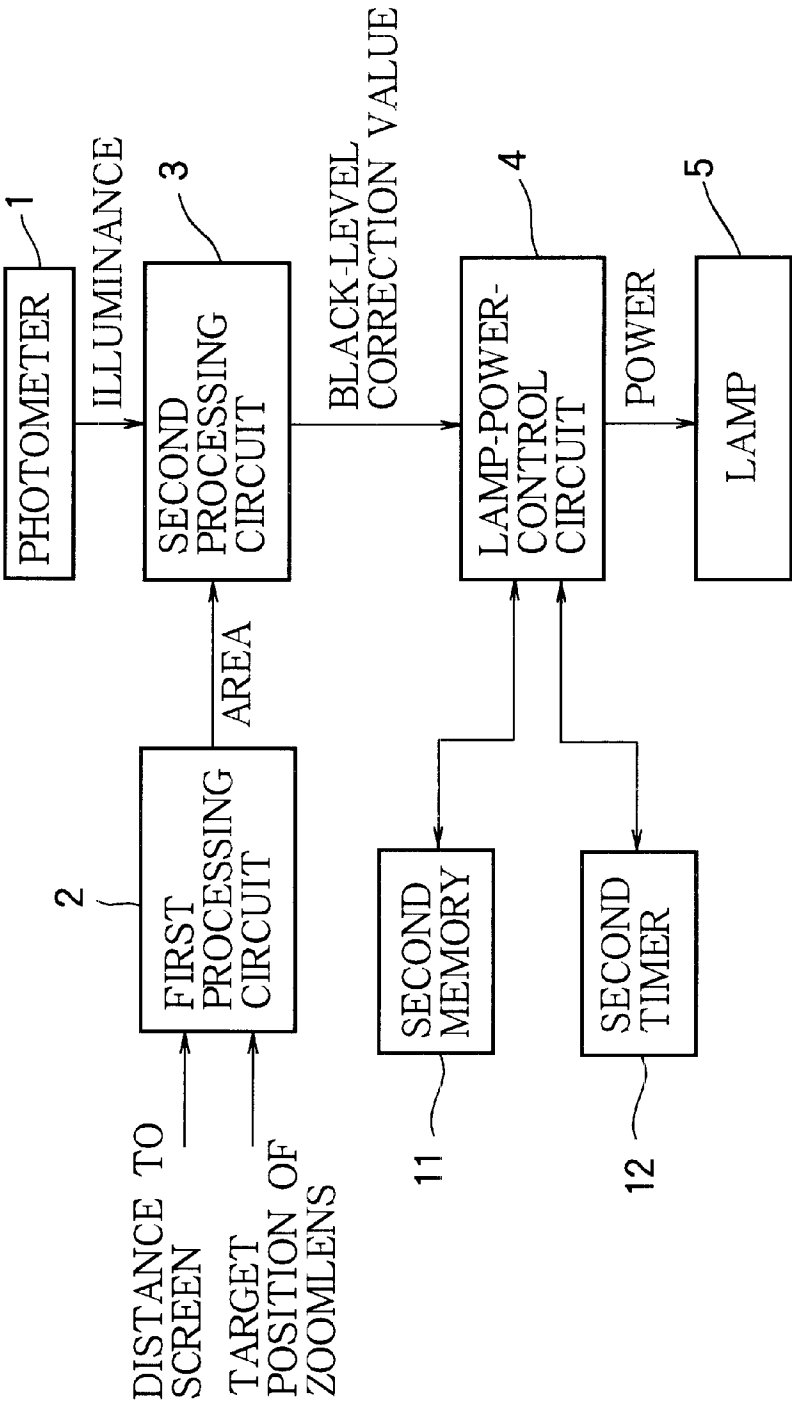 1
PHOTOMETER
ILLUMINANCE
2
FIRST
PROCESSING
CIRCUIT
DISTANCE TO
SCREEN
TARGET
POSITION OF
ZOOMLENS
AREA
3
SECOND
PROCESSING
CIRCUIT
BLACK-LEVEL
CORRECTION VALUE
11
SECOND
MEMORY
4
LAMP-POWER-
CONTROL
CIRCUIT
12
SECOND
TIMER
POWER
5
LAMP